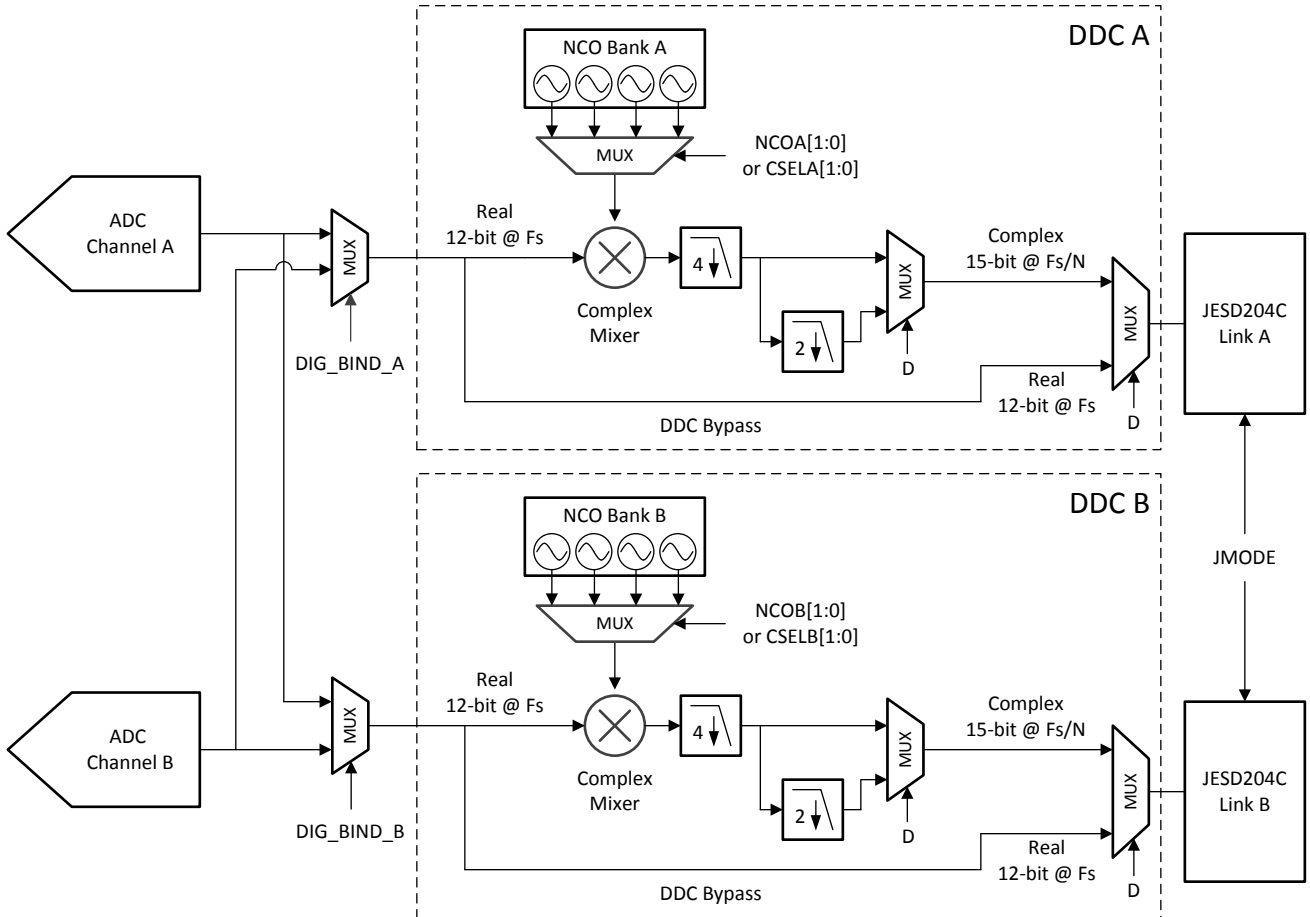 DDC A
NCO Bank A
MUX
NCOA[1:0]
or CSELA[1:0]
ADC
Channel A
MUX
DIG_BIND_A
Real
12-bit @ Fs
Complex
Mixer
4
2
MUX
D
Complex
15-bit @ Fs/N
Real
12-bit @ Fs
MUX
D
DDC Bypass
JESD204C
Link A
JMODE
DDC B
NCO Bank B
MUX
NCOB[1:0]
or CSELB[1:0]
ADC
Channel B
MUX
DIG_BIND_B
Real
12-bit @ Fs
Complex
Mixer
4
2
MUX
D
Complex
15-bit @ Fs/N
Real
12-bit @ Fs
MUX
D
DDC Bypass
JESD204C
Link B